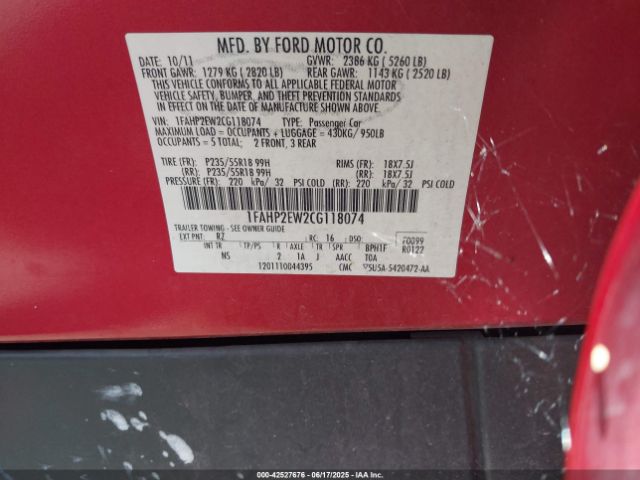 MFD. BY FORD MOTOR CO.
DATE: 10/11 GVWR: 2386 KG ( 5260 LB)
FRONT GAWR: 1279 KG ( 2820 LB) REAR GAWR: 1143 KG ( 2520 LB)
THIS VEHICLE CONFORMS TO ALL APPLICABLE FEDERAL MOTOR
VEHICLE SAFETY, BUMPER, AND THEFT PREVENTION STANDARDS
IN EFFECT ON THE DATE OF MANUFACTURE SHOWN ABOVE.
VIN: 1FAHP2EW2CG118074 TYPE: Passenger Car
MAXIMUM LOAD = OCCUPANTS + LUGGAGE = 430KG/ 950LB
OCCUPANTS = 5 TOTAL; 2 FRONT, 3 REAR
TIRE (FR): P235/55R18 99H RIMS (FR): 18X7.5J
(RR): P235/55R18 99H (RR): 18X7.5J
PRESSURE (FR): 220 kPa/ 32 PSI COLD (RR): 220 kPa/ 32 PSI COLD
1FAHP2EW2CG118074
TRAILER TOWING - SEE OWNER GUIDE
EXT PNT: RZ RC: 16 DSO: F0099
R0122
INT TR TP/PS R AXLE TR SPR BPH1F
NS 2 1A J AACC TOA
1201110044395 CMC 5U5A-5420472-AA
000-42527676 - 06/17/2025 - © COPYRIGHT IAA, LLC